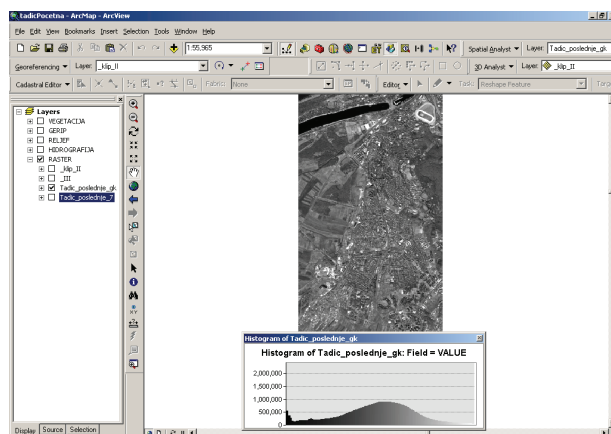 tadicPocetna - ArcMap - ArcView
File Edit View Bookmarks Insert Selection Tools Window Help
1:55,965
Spatial Analyst Layer: Tadic_poslednje_gk
Georeferencing Layer: _klip_II
3D Analyst Layer: _klip_II
Cadastral Editor Fabric: None Editor Task: Reshape Feature Targe
Layers
VEGETACIJA
GERIP
RELJEF
HIDROGRAFIJA
RASTER
_klip_II
_III
Tadic_poslednje_gk
Tadic_poslednje_7
XY
Histogram of Tadic_poslednje_gk
Histogram of Tadic_poslednje_gk: Field = VALUE
2,000,000
1,500,000
1,000,000
500,000
0
Display Source Selection